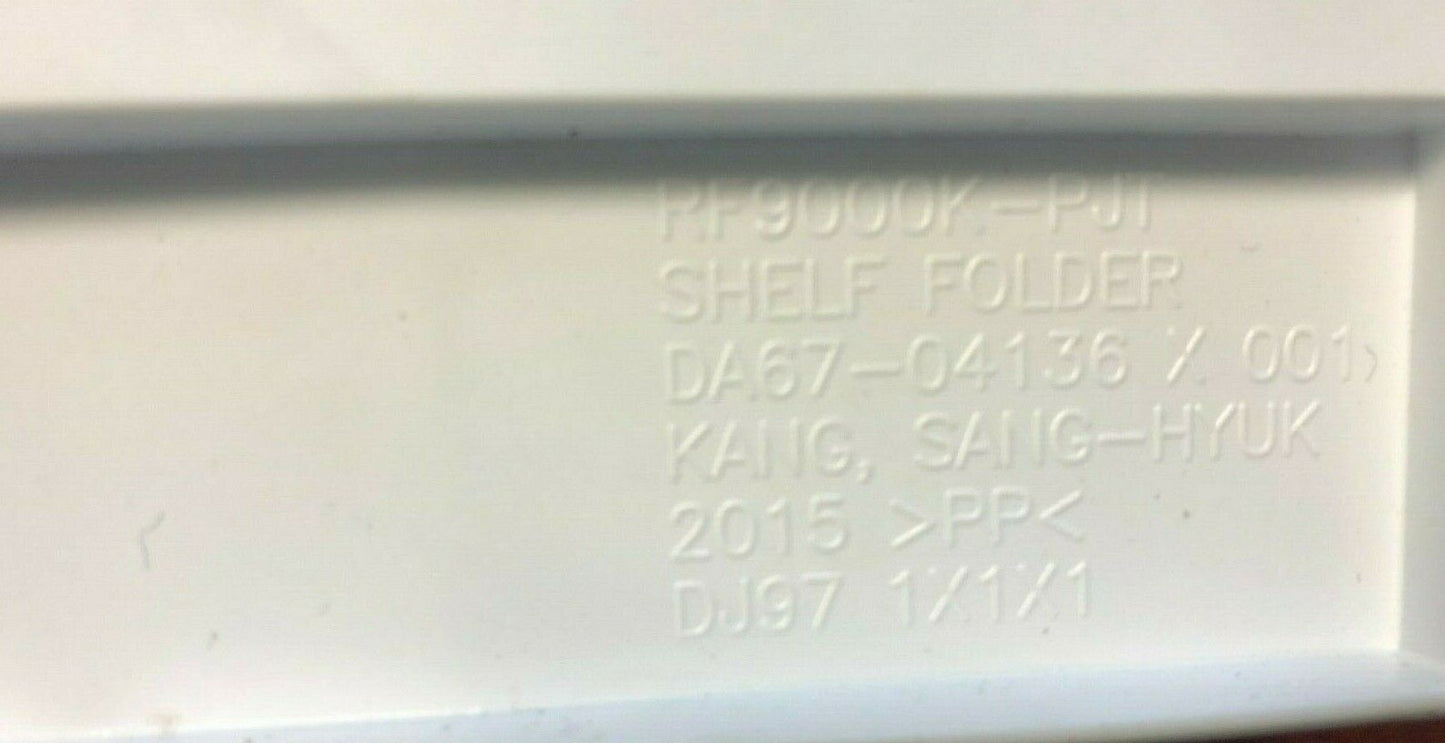 RF9000K-PJT
SHELF FOLDER
DA67-04136 X 001>
KANG, SANG-HYUK
2015 >PP<
DJ97 1X1X1